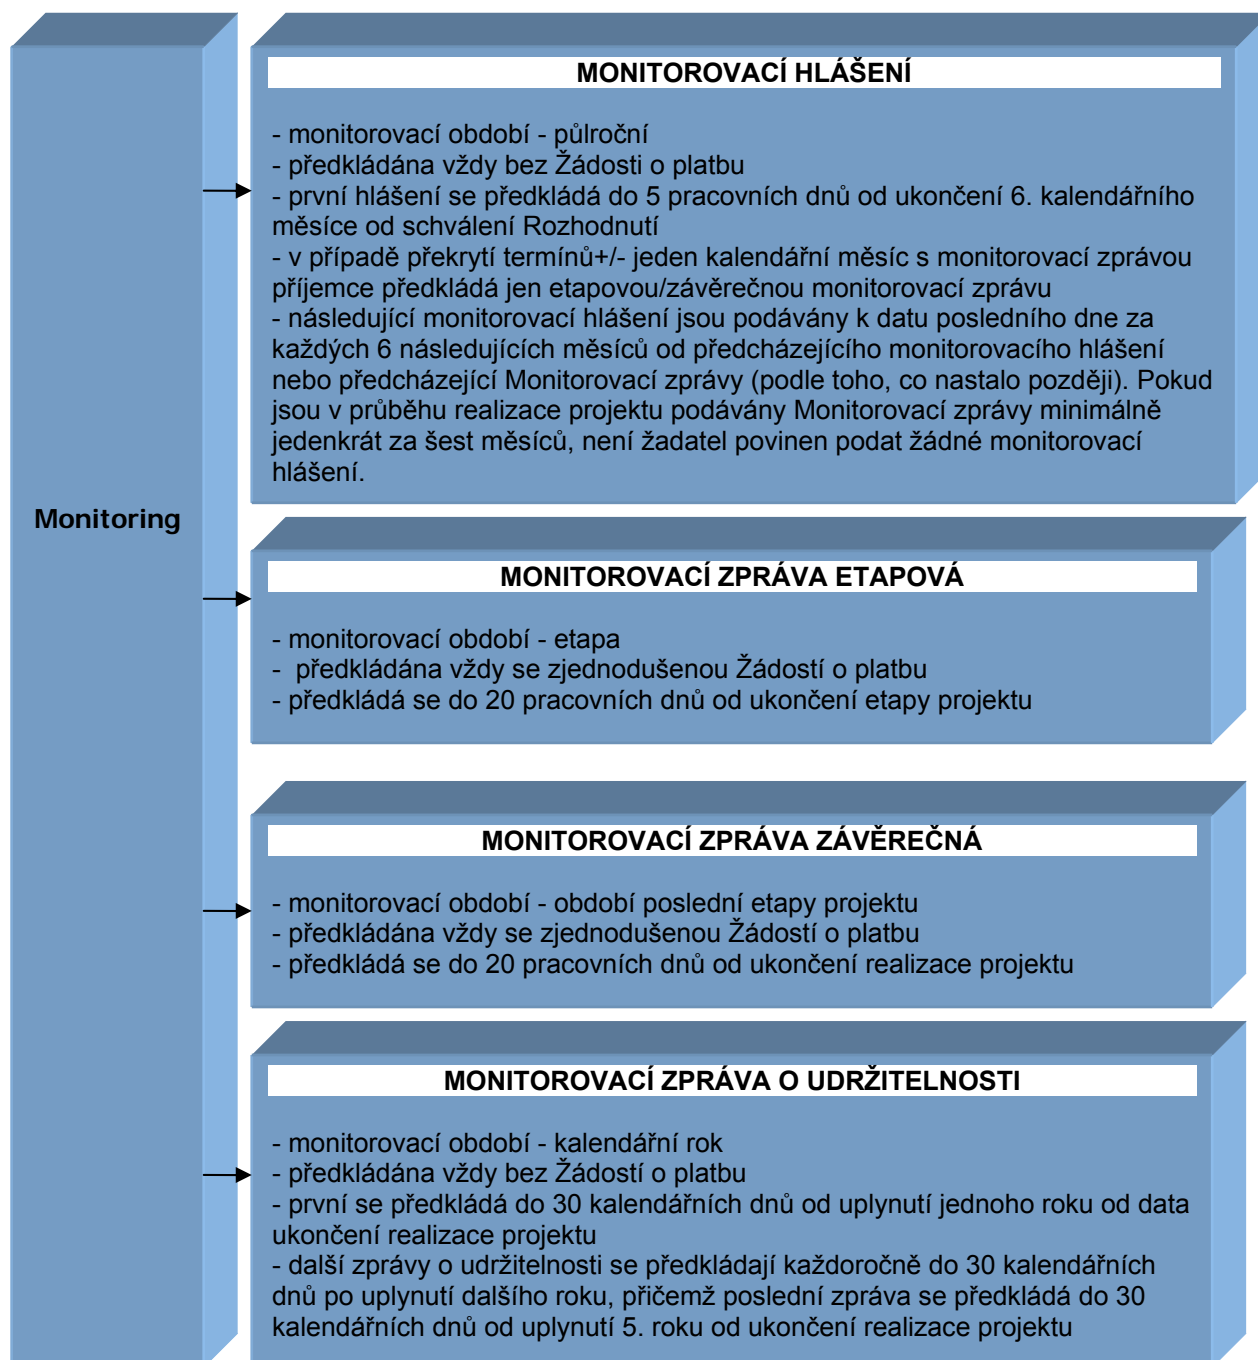 MONITOROVACÍ HLÁŠENÍ
- monitorovací období - půlroční
- předkládána vždy bez Žádosti o platbu
- první hlášení se předkládá do 5 pracovních dnů od ukončení 6. kalendářního
měsíce od schválení Rozhodnutí
- v případě překrytí termínů+/- jeden kalendářní měsíc s monitorovací zprávou
příjemce předkládá jen etapovou/závěrečnou monitorovací zprávu
- následující monitorovací hlášení jsou podávány k datu posledního dne za
každých 6 následujících měsíců od předcházejícího monitorovacího hlášení
nebo předcházející Monitorovací zprávy (podle toho, co nastalo později). Pokud
jsou v průběhu realizace projektu podávány Monitorovací zprávy minimálně
jedenkrát za šest měsíců, není žadatel povinen podat žádné monitorovací
hlášení.
Monitoring
MONITOROVACÍ ZPRÁVA ETAPOVÁ
- monitorovací období - etapa
-  předkládána vždy se zjednodušenou Žádostí o platbu
- předkládá se do 20 pracovních dnů od ukončení etapy projektu
MONITOROVACÍ ZPRÁVA ZÁVĚREČNÁ
- monitorovací období - období poslední etapy projektu
- předkládána vždy se zjednodušenou Žádostí o platbu
- předkládá se do 20 pracovních dnů od ukončení realizace projektu
MONITOROVACÍ ZPRÁVA O UDRŽITELNOSTI
- monitorovací období - kalendářní rok
- předkládána vždy bez Žádostí o platbu
- první se předkládá do 30 kalendářních dnů od uplynutí jednoho roku od data
ukončení realizace projektu
- další zprávy o udržitelnosti se předkládají každoročně do 30 kalendářních
dnů po uplynutí dalšího roku, přičemž poslední zpráva se předkládá do 30
kalendářních dnů od uplynutí 5. roku od ukončení realizace projektu